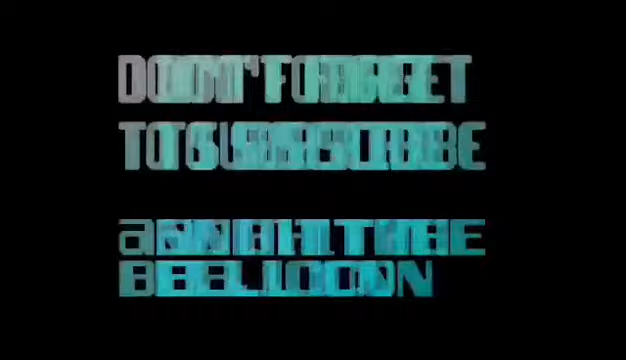 DON'T FORGET
TO SUBSCRIBE
aND HIT THE
BELL ICON